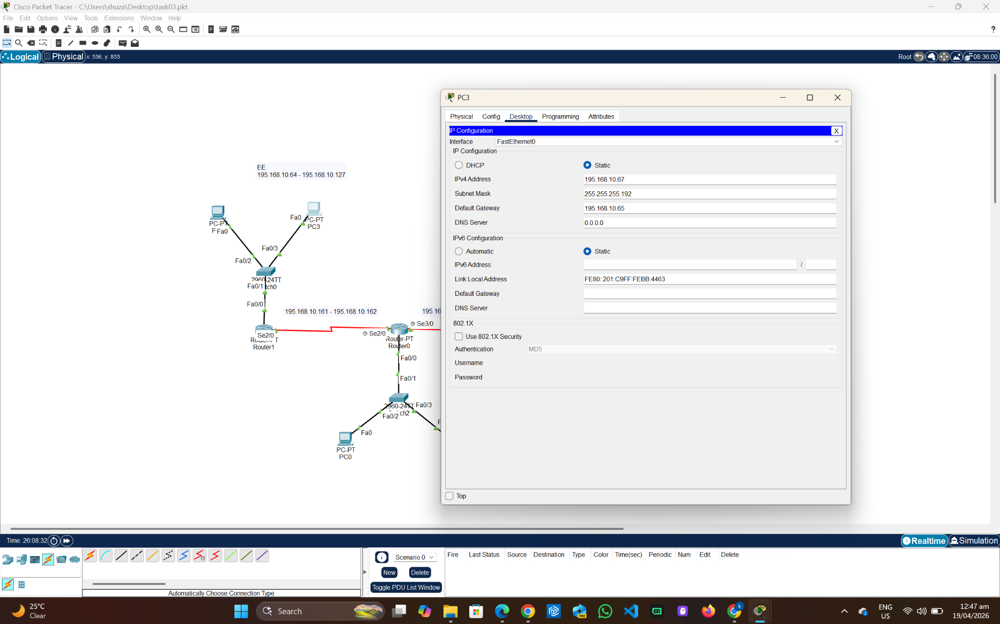 Cisco Packet Tracer - C:\Users\shuza\Desktop\task03.pkt
File Edit Options View Tools Extensions Window Help
Logical Physical x: 536, y: 853 Root 08:36:00
EE
195.168.10.64 - 195.168.10.127
PC-PT
Fa0
Fa0
PC-PT
PC3
Fa0/3
Fa0/2
2960-24TT
Fa0/1 tch0
Fa0/0
195.168.10.161 - 195.168.10.162
195.16
Se3/0
Se2/0
Se2/0
Router1
Router-PT
Router0
Fa0/0
Fa0/1
2960-24TT
Fa0/3
ch2
Fa0/2
Fa0
F
PC-PT
PC0
PC3
Physical Config Desktop Programming Attributes
IP Configuration X
Interface FastEthernet0
IP Configuration
DHCP Static
IPv4 Address 195.168.10.67
Subnet Mask 255.255.255.192
Default Gateway 195.168.10.65
DNS Server 0.0.0.0
IPv6 Configuration
Automatic Static
IPv6 Address /
Link Local Address FE80::201:C9FF:FEBB:4463
Default Gateway
DNS Server
802.1X
Use 802.1X Security
Authentication MD5
Username
Password
Top
Time: 26:08:32 Realtime Simulation
Scenario 0
New Delete
Toggle PDU List Window
Fire Last Status Source Destination Type Color Time(sec) Periodic Num Edit Delete
Automatically Choose Connection Type
25°C
Clear
Search
PRE
k
ENG
US
12:47 am
19/04/2026